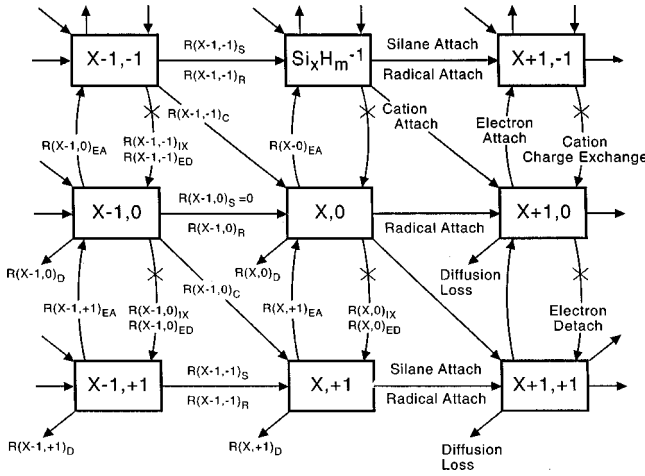 X-1,-1
R(X-1,-1)S
R(X-1,-1)R
SixHm-1
Silane Attach
Radical Attach
X+1,-1
R(X-1,-1)C
Cation
Attach
Electron
Attach
Cation
Charge Exchange
R(X-1,0)EA
R(X-1,-1)IX
R(X-1,-1)ED
R(X-0)EA
X-1,0
R(X-1,0)S =0
R(X-1,0)R
X,0
Radical Attach
X+1,0
R(X-1,0)D
R(X-1,0)C
R(X,0)D
Diffusion
Loss
R(X-1,+1)EA
R(X-1,0)IX
R(X-1,0)ED
R(X,+1)EA
R(X,0)IX
R(X,0)ED
Electron
Detach
X-1,+1
R(X-1,-1)S
R(X-1,-1)R
X,+1
Silane Attach
Radical Attach
X+1,+1
R(X-1,+1)D
R(X,+1)D
Diffusion
Loss